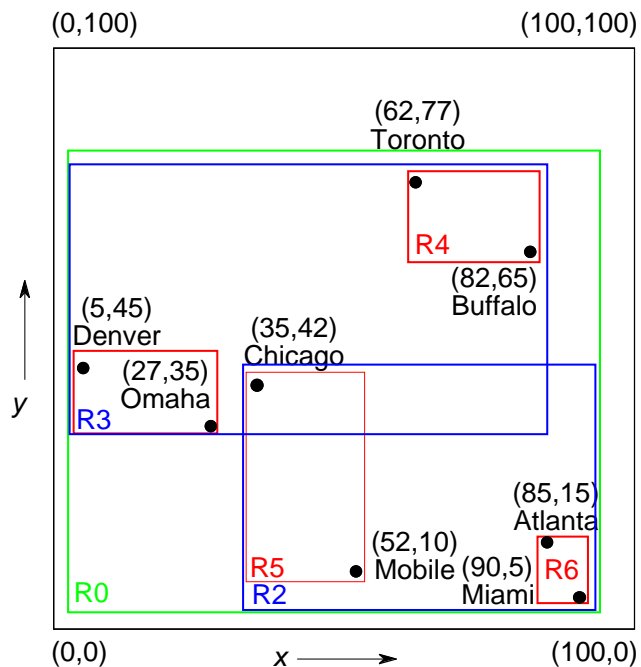 (0,100)
(100,100)
(62,77)
Toronto
R4
(82,65)
Buffalo
(5,45)
Denver
(35,42)
Chicago
(27,35)
Omaha
y
R3
(85,15)
Atlanta
(52,10)
Mobile
(90,5)
Miami
R6
R5
R2
R0
(0,0)
x
(100,0)